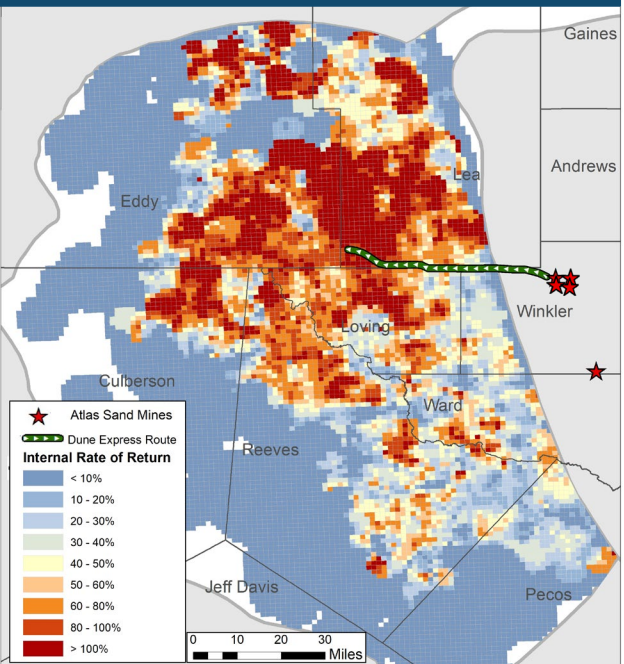 Gaines
Andrews
Lea
Eddy
Winkler
Loving
Culberson
Ward
Reeves
Jeff Davis
Pecos
Atlas Sand Mines
Dune Express Route
Internal Rate of Return
< 10%
10 - 20%
20 - 30%
30 - 40%
40 - 50%
50 - 60%
60 - 80%
80 - 100%
> 100%
0 10 20 30
Miles